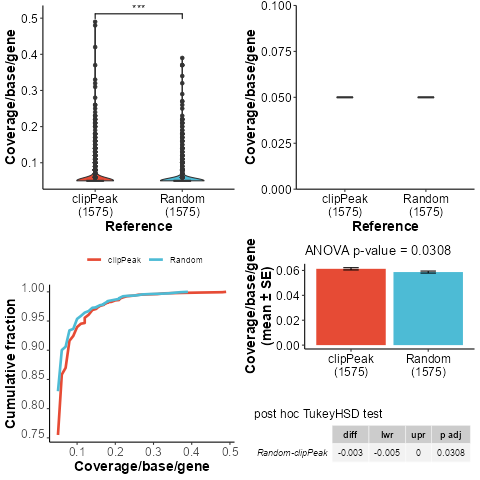 ***
Coverage/base/gene
0.5
0.4
0.3
0.2
0.1
clipPeak
(1575)
Random
(1575)
Reference
Coverage/base/gene
0.100
0.075
0.050
0.025
0.000
clipPeak
(1575)
Random
(1575)
Reference
clipPeak
Random
Cumulative fraction
1.00
0.95
0.90
0.85
0.80
0.75
0.1
0.2
0.3
0.4
0.5
Coverage/base/gene
ANOVA p-value = 0.0308
Coverage/base/gene
(mean ± SE)
0.06
0.04
0.02
0.00
clipPeak
(1575)
Random
(1575)
post hoc TukeyHSD test
diff lwr upr p adj
Random-clipPeak -0.003 -0.005 0 0.0308